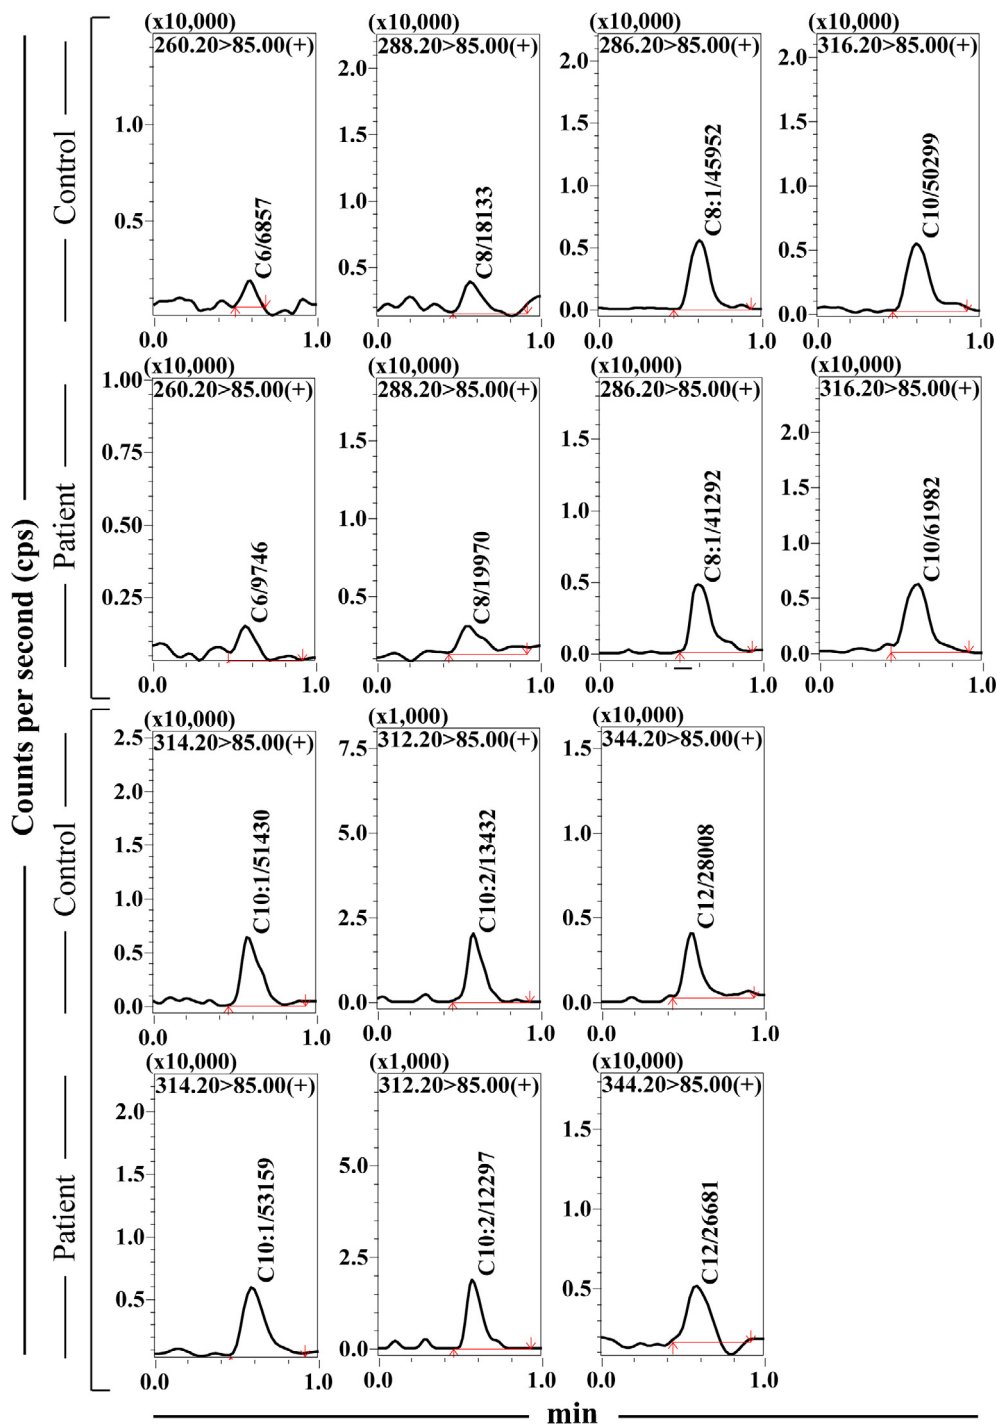 Counts per second (cps)
Control
(x10,000)
260.20>85.00(+)
1.0
0.5
C6/6857
0.0
1.0
(x10,000)
288.20>85.00(+)
2.0
1.5
1.0
0.5
C8/18133
0.0
1.0
(x10,000)
286.20>85.00(+)
2.0
1.5
1.0
0.5
0.0
C8:1/45952
0.0
1.0
(x10,000)
316.20>85.00(+)
2.0
1.5
1.0
0.5
0.0
C10/50299
0.0
1.0
Patient
(x10,000)
260.20>85.00(+)
1.00
0.75
0.50
0.25
C6/9746
0.0
1.0
(x10,000)
288.20>85.00(+)
1.5
1.0
0.5
C8/19970
0.0
1.0
(x10,000)
286.20>85.00(+)
1.5
1.0
0.5
0.0
C8:1/41292
0.0
1.0
(x10,000)
316.20>85.00(+)
2.0
1.5
1.0
0.5
0.0
C10/61982
0.0
1.0
Control
(x10,000)
314.20>85.00(+)
2.5
2.0
1.5
1.0
0.5
0.0
C10:1/51430
0.0
1.0
(x1,000)
312.20>85.00(+)
7.5
5.0
2.5
0.0
C10:2/13432
0.0
1.0
(x10,000)
344.20>85.00(+)
1.5
1.0
0.5
0.0
C12/28008
0.0
1.0
Patient
(x10,000)
314.20>85.00(+)
2.0
1.5
1.0
0.5
C10:1/53159
0.0
1.0
(x1,000)
312.20>85.00(+)
5.0
2.5
0.0
C10:2/12297
0.0
1.0
(x10,000)
344.20>85.00(+)
1.5
1.0
0.5
C12/26681
0.0
1.0
min